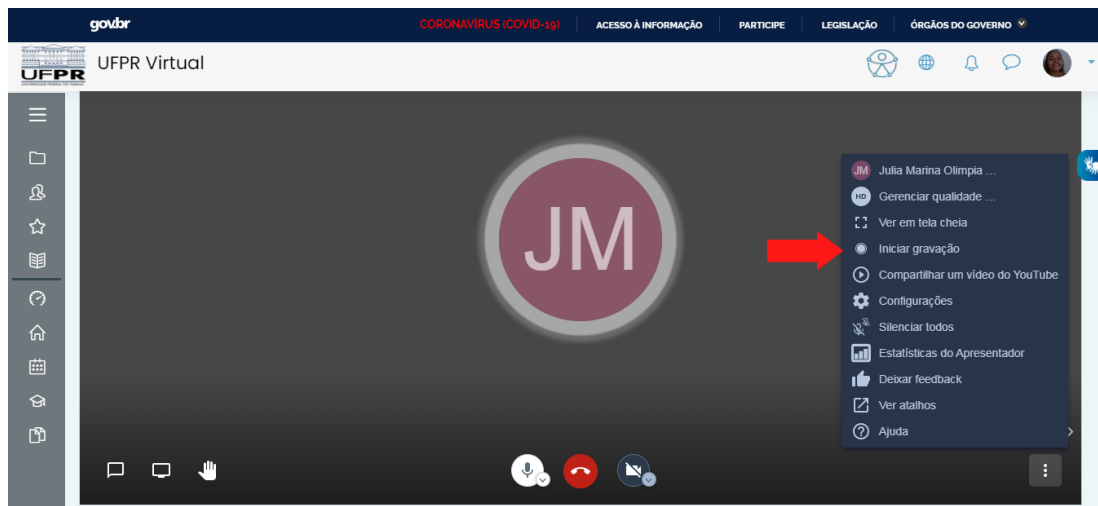 govbr
CORONAVÍRUS (COVID-19)
ACESSO À INFORMAÇÃO
PARTICIPE
LEGISLAÇÃO
ÓRGÃOS DO GOVERNO
UFPR
UFPR Virtual
JM
JM Julia Marina Olimpia ...
HD Gerenciar qualidade ...
Ver em tela cheia
Iniciar gravação
Compartilhar um vídeo do YouTube
Configurações
Silenciar todos
Estatísticas do Apresentador
Deixar feedback
Ver atalhos
Ajuda